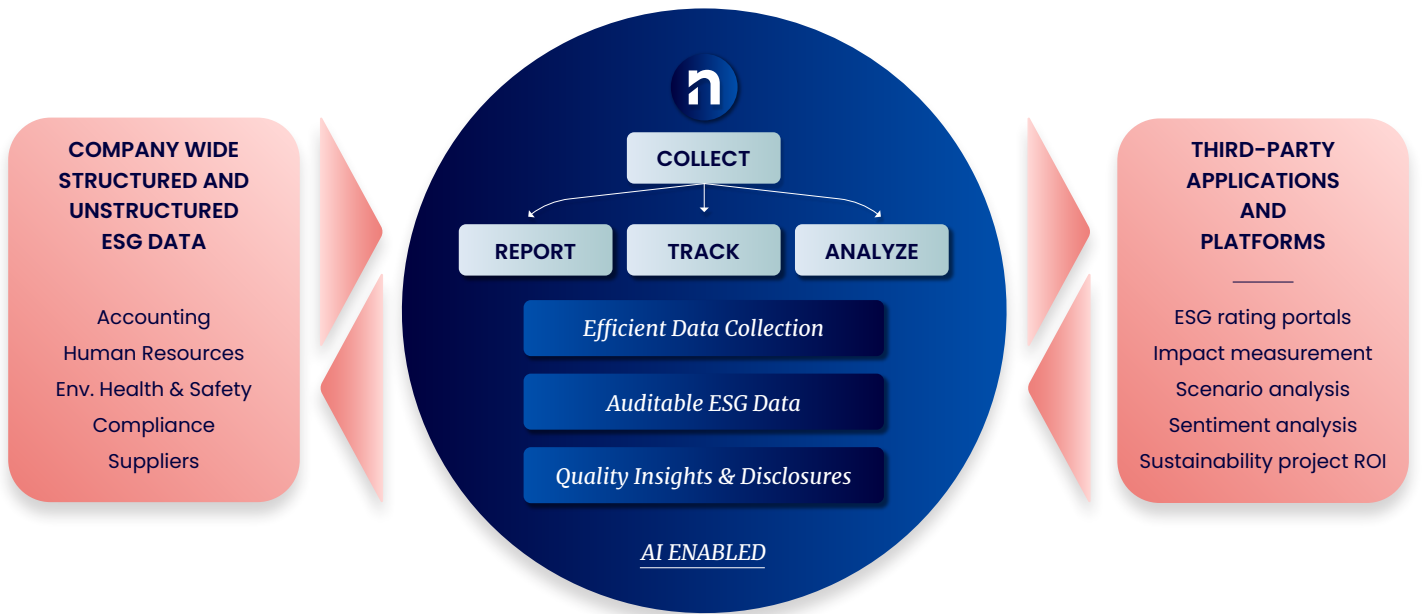 COMPANY WIDE
STRUCTURED AND
UNSTRUCTURED
ESG DATA
Accounting
Human Resources
Env. Health & Safety
Compliance
Suppliers
n
COLLECT
REPORT
TRACK
ANALYZE
Efficient Data Collection
Auditable ESG Data
Quality Insights & Disclosures
AI ENABLED
THIRD-PARTY
APPLICATIONS
AND
PLATFORMS
ESG rating portals
Impact measurement
Scenario analysis
Sentiment analysis
Sustainability project ROI